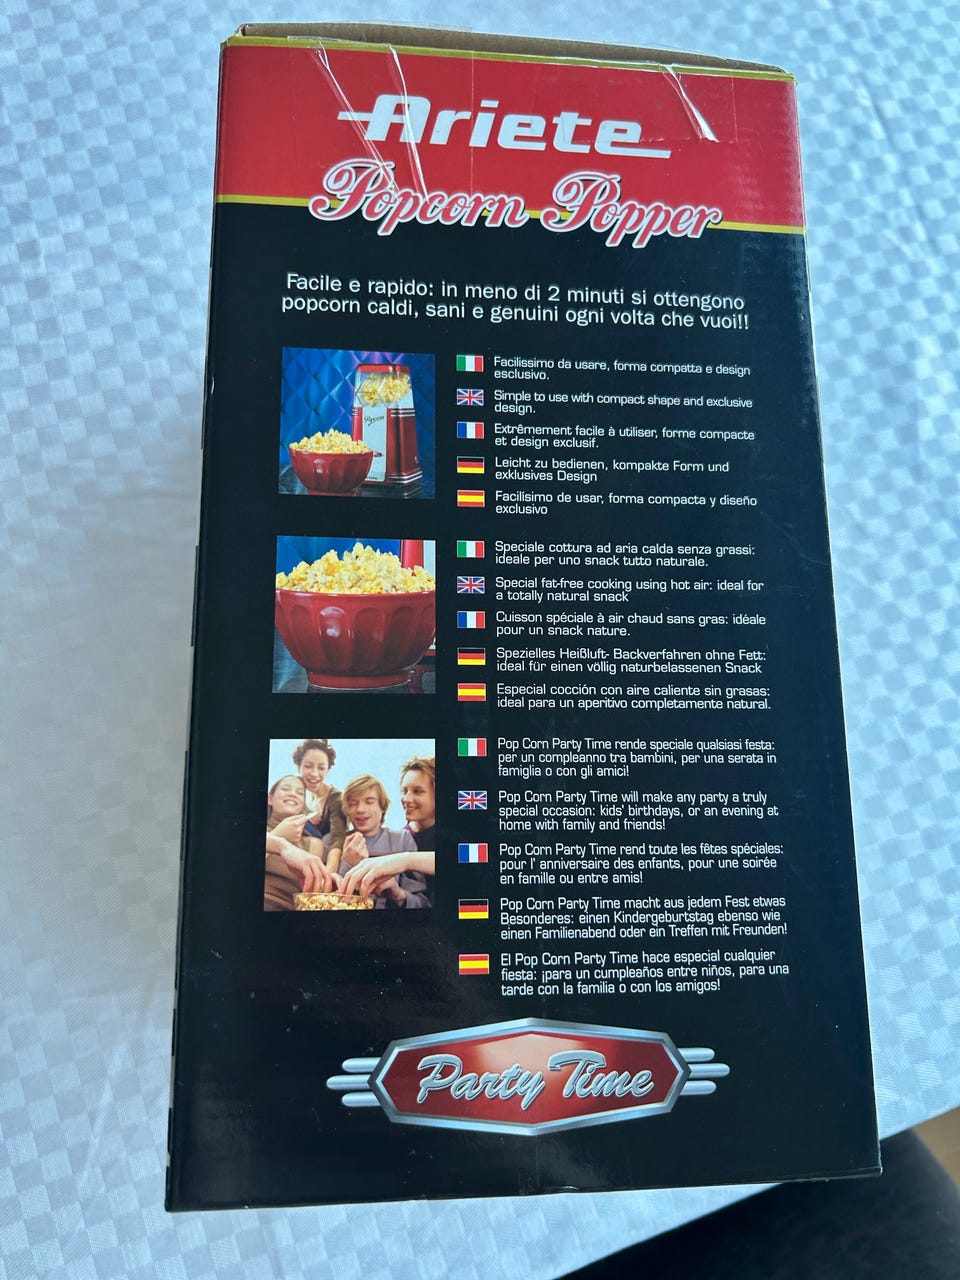 Ariete
Popcorn Popper
Facile e rapido: in meno di 2 minuti si ottengono
popcorn caldi, sani e genuini ogni volta che vuoi!!
Popcorn
Facilissimo da usare, forma compatta e design
esclusivo.
Simple to use with compact shape and exclusive
design.
Extrêmement facile à utiliser, forme compacte
et design exclusif.
Leicht zu bedienen, kompakte Form und
exklusives Design
Facilísimo de usar, forma compacta y diseño
exclusivo
Speciale cottura ad aria calda senza grassi:
ideale per uno snack tutto naturale.
Special fat-free cooking using hot air: ideal for
a totally natural snack
Cuisson spéciale à air chaud sans gras: idéale
pour un snack nature.
Spezielles Heißluft- Backverfahren ohne Fett:
ideal für einen völlig naturbelassenen Snack
Especial cocción con aire caliente sin grasas:
ideal para un aperitivo completamente natural.
Pop Corn Party Time rende speciale qualsiasi festa:
per un compleanno tra bambini, per una serata in
famiglia o con gli amici!
Pop Corn Party Time will make any party a truly
special occasion: kids' birthdays, or an evening at
home with family and friends!
Pop Corn Party Time rend toute les fêtes spéciales:
pour l' anniversaire des enfants, pour une soirée
en famille ou entre amis!
Pop Corn Party Time macht aus jedem Fest etwas
Besonderes: einen Kindergeburtstag ebenso wie
einen Familienabend oder ein Treffen mit Freunden!
El Pop Corn Party Time hace especial cualquier
fiesta: ¡para un cumpleaños entre niños, para una
tarde con la familia o con los amigos!
Party Time